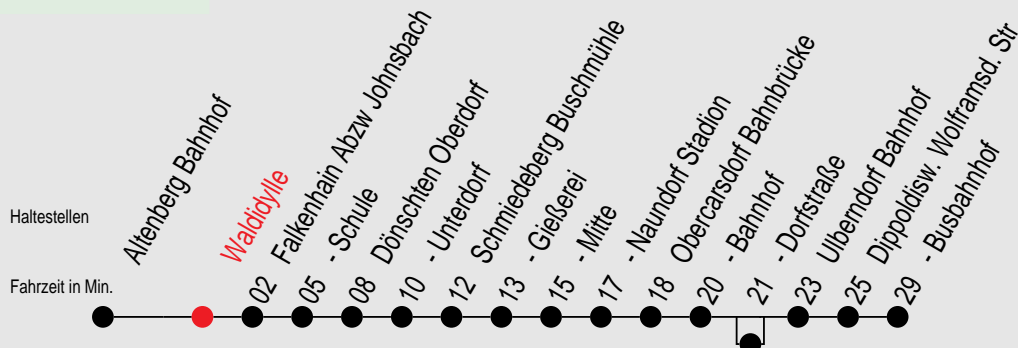 Haltestellen
Fahrzeit in Min.
Altenberg Bahnhof
Waldidylle
02 Falkenhain Abzw Johnsbach
05 - Schule
08 Dönschten Oberdorf
10 - Unterdorf
12 Schmiedeberg Buschmühle
13 - Gießerei
15 - Mitte
17 - Naundorf Stadion
18 Obercarsdorf Bahnbrücke
20 - Bahnhof
21 - Dorfstraße
23 Ulberndorf Bahnhof
25 Dippoldisw. Wolframsd. Str
29 - Busbahnhof